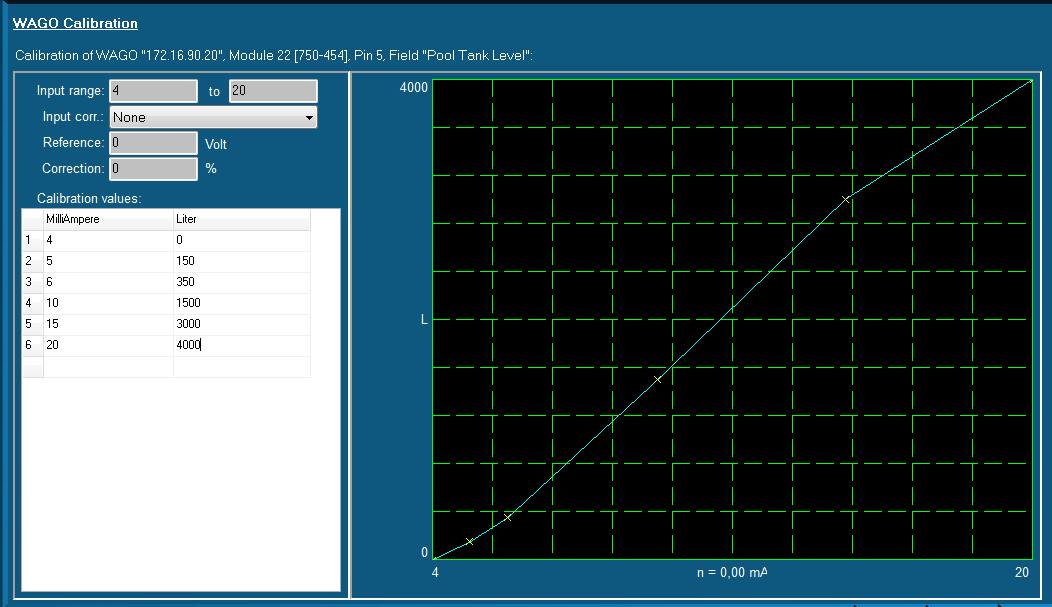 WAGO Calibration
Calibration of WAGO "172.16.90.20", Module 22 [750-454], Pin 5, Field "Pool Tank Level":
Input range: 4 to 20
Input corr.: None
Reference: 0 Volt
Correction: 0 %
Calibration values:
MilliAmpere Liter
1 4 0
2 5 150
3 6 350
4 10 1500
5 15 3000
6 20 4000
4000
L
0
4 n = 0,00 mA 20